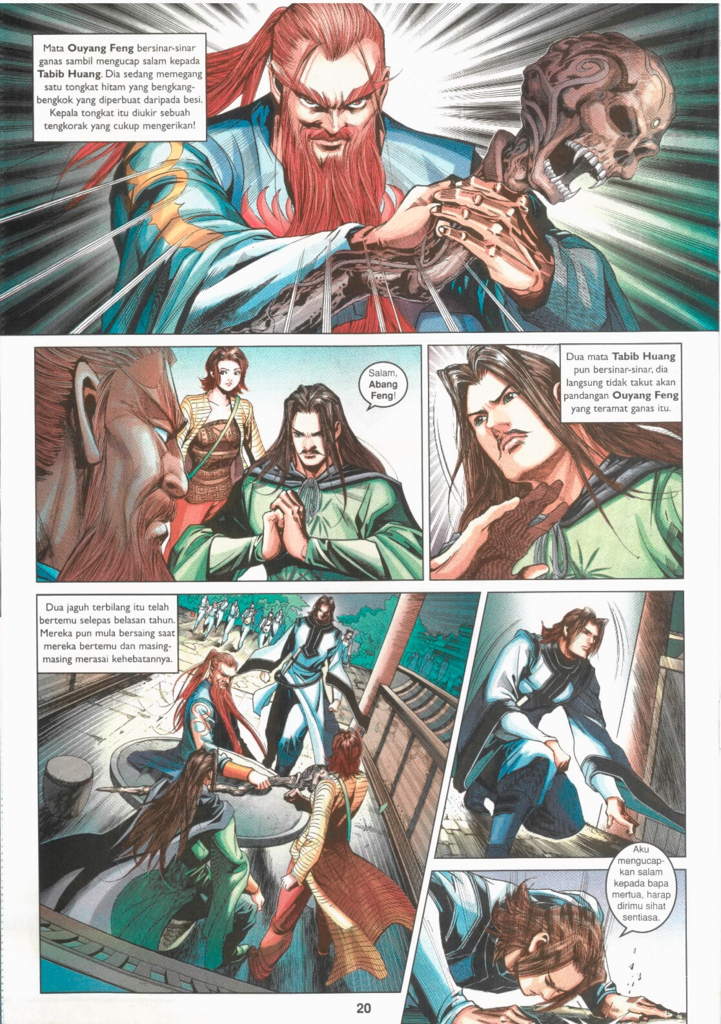 Mata Ouyang Feng bersinar-sinar
ganas sambil mengucap salam kepada
Tabib Huang. Dia sedang memegang
satu tongkat hitam yang bengkang-
bengkok yang diperbuat daripada besi.
Kepala tongkat itu diukir sebuah
tengkorak yang cukup mengerikan!
Salam,
Abang
Feng!
Dua mata Tabib Huang
pun bersinar-sinar, dia
langsung tidak takut akan
pandangan Ouyang Feng
yang teramat ganas itu.
Dua jaguh terbilang itu telah
bertemu selepas belasan tahun.
Mereka pun mula bersaing saat
mereka bertemu dan masing-
masing merasai kehebatannya.
Aku
mengucap-
kan salam
kepada bapa
mertua, harap
dirimu sihat
sentiasa.
20